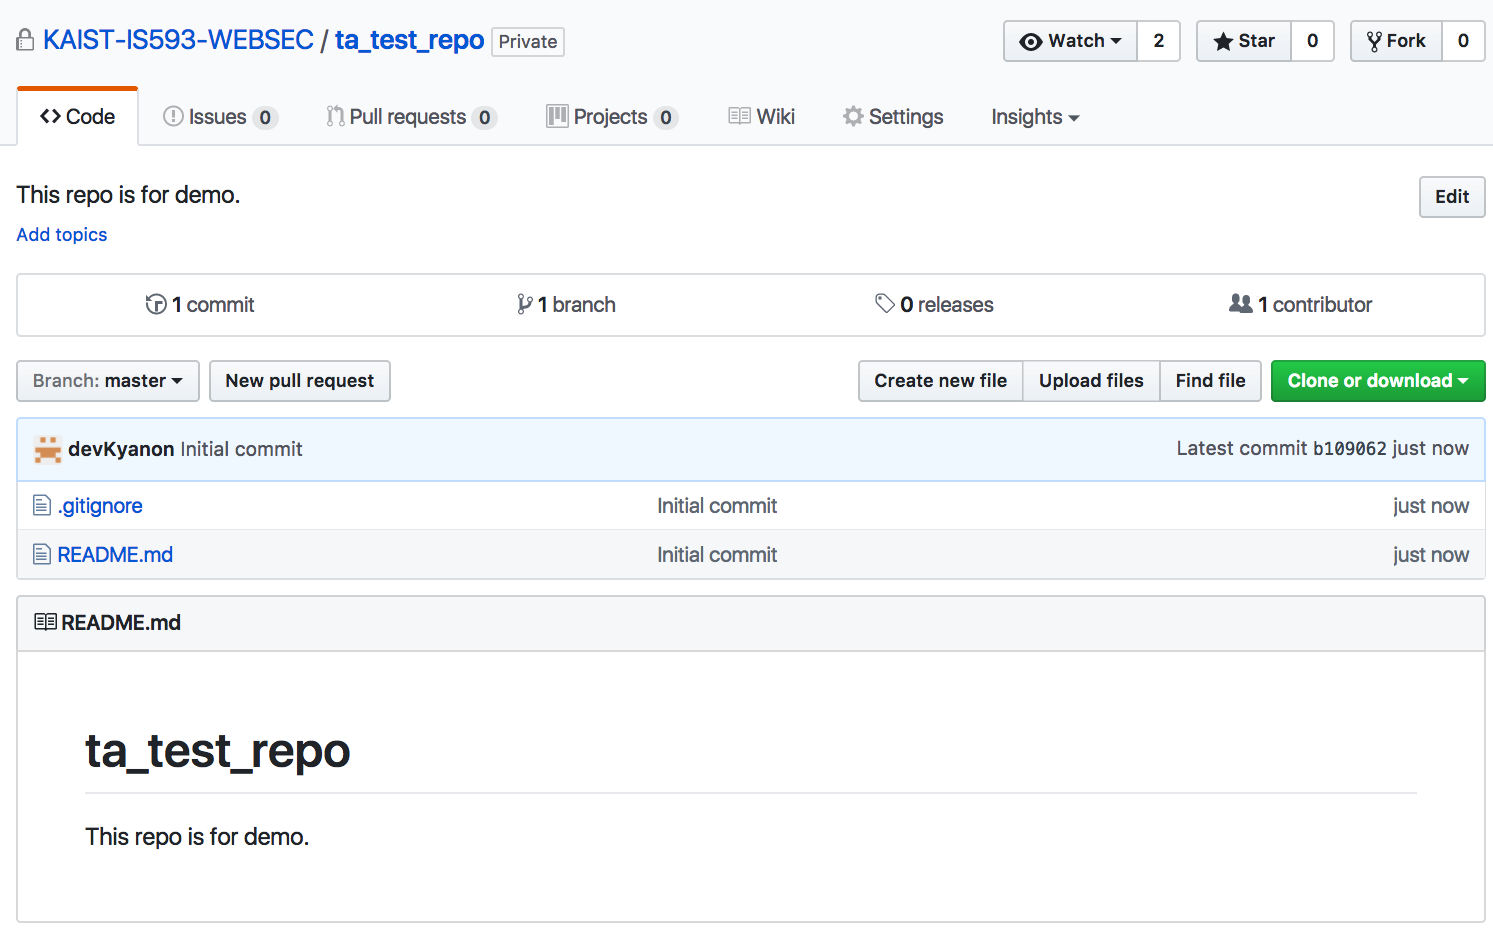 KAIST-IS593-WEBSEC / ta_test_repo Private Watch 2 Star 0 Fork 0
Code Issues 0 Pull requests 0 Projects 0 Wiki Settings Insights
This repo is for demo. Edit
Add topics
1 commit 1 branch 0 releases 1 contributor
Branch: master New pull request Create new file Upload files Find file Clone or download
devKyanon Initial commit Latest commit b109062 just now
.gitignore Initial commit just now
README.md Initial commit just now
README.md
ta_test_repo
This repo is for demo.